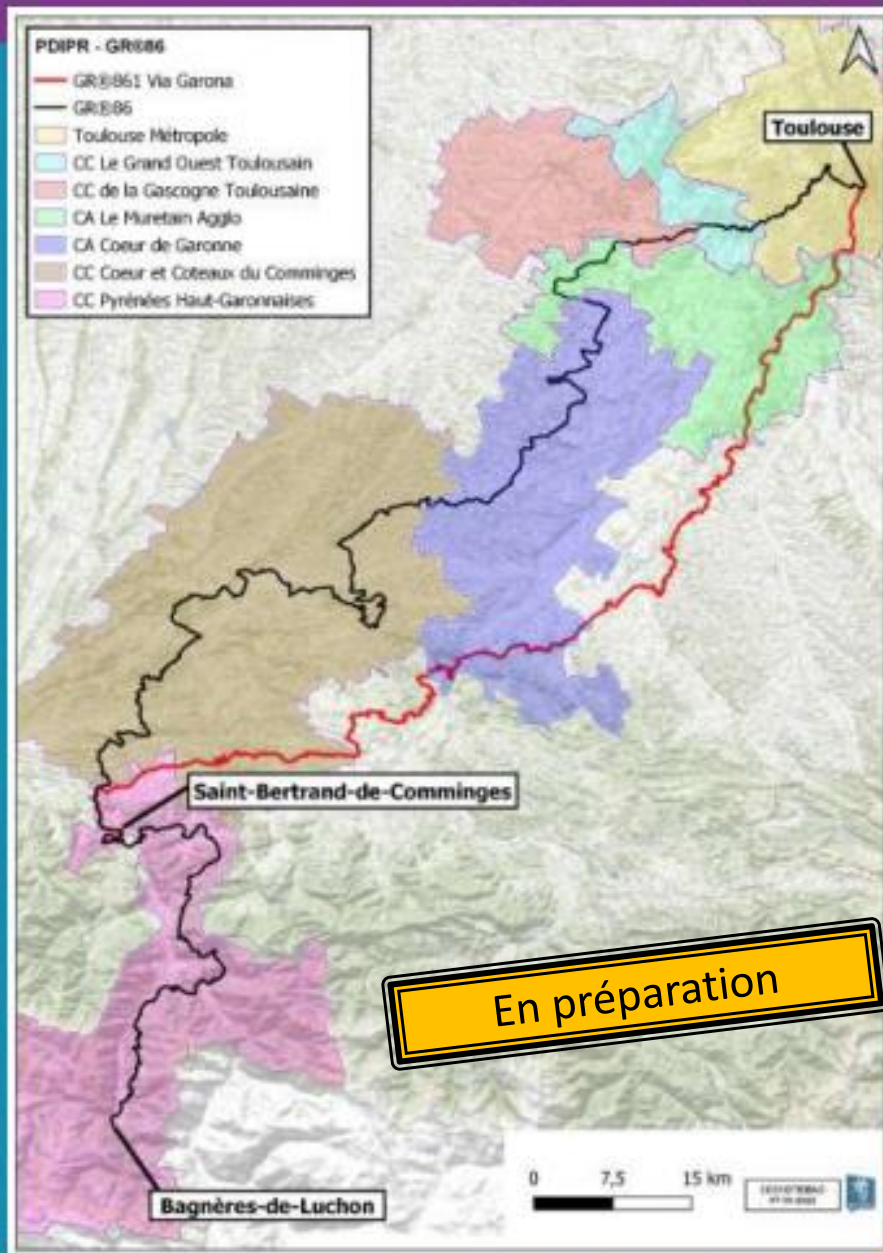 PDIPR - GR®86
GR®861 Via Garona
GR®86
Toulouse Métropole
CC Le Grand Ouest Toulousain
CC de la Gascogne Toulousaine
CA Le Muretain Agglo
CA Coeur de Garonne
CC Coeur et Coteaux du Comminges
CC Pyrénées Haut-Garonnaises
Toulouse
Saint-Bertrand-de-Comminges
En préparation
Bagnères-de-Luchon
0 7,5 15 km